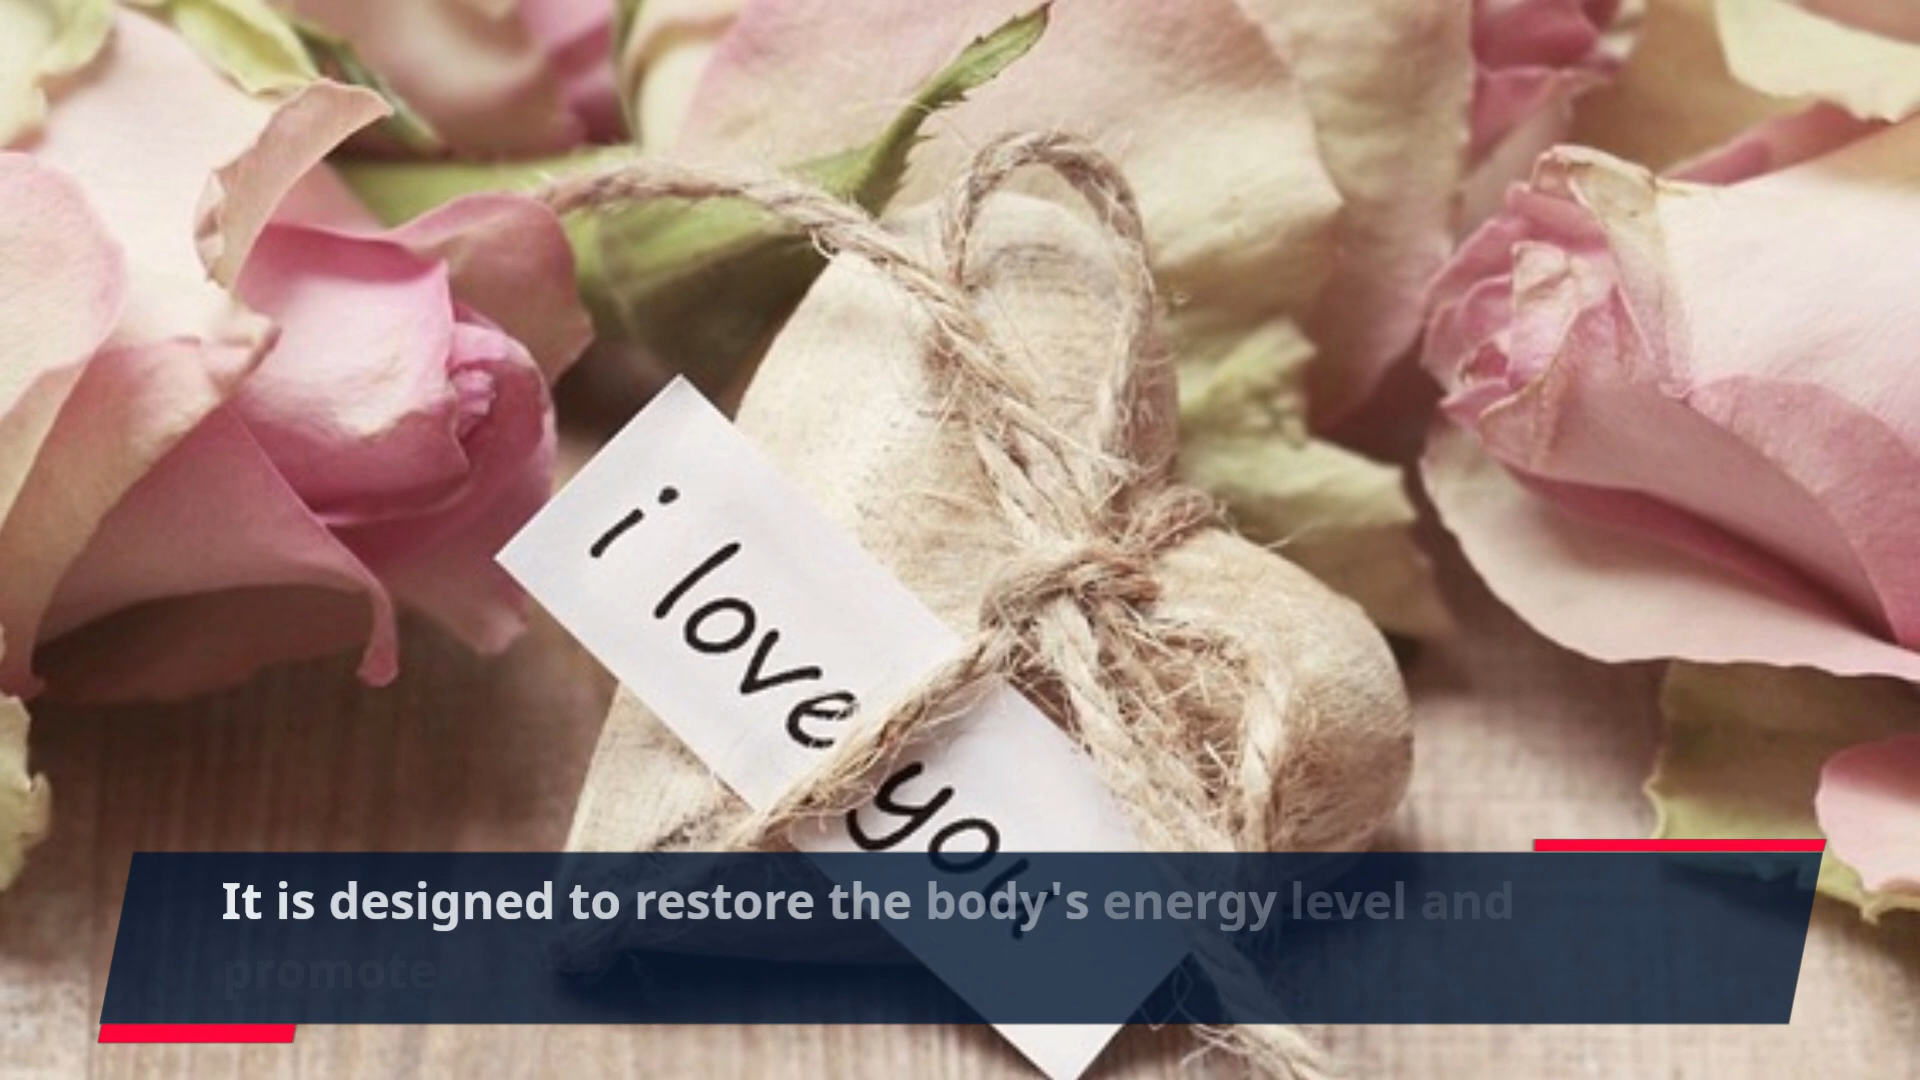 i love
you
It is designed to restore the body's energy level and
promote